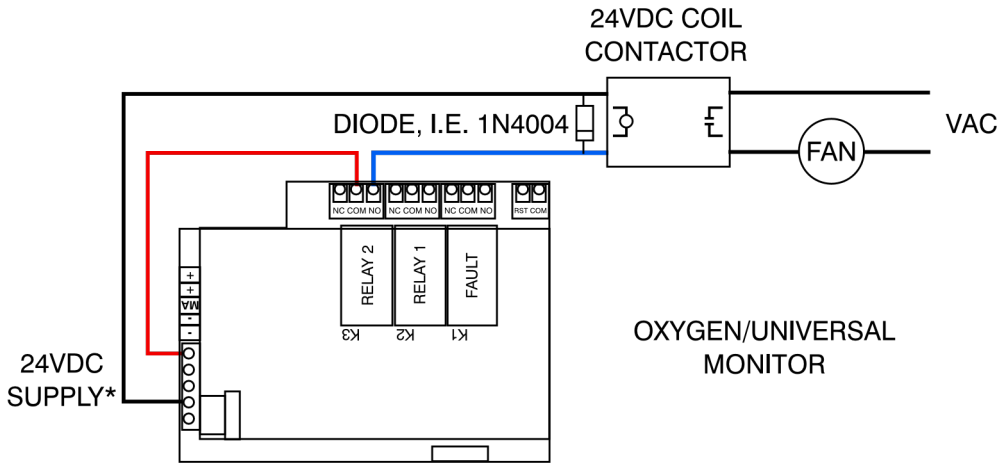 24VDC COIL
CONTACTOR
DIODE, I.E. 1N4004
VAC
FAN
NC COM NO NC COM NO NC COM NO RST COM
RELAY 2
RELAY 1
FAULT
K3
K2
K1
+
+
MA
-
-
24VDC
SUPPLY*
OXYGEN/UNIVERSAL
MONITOR